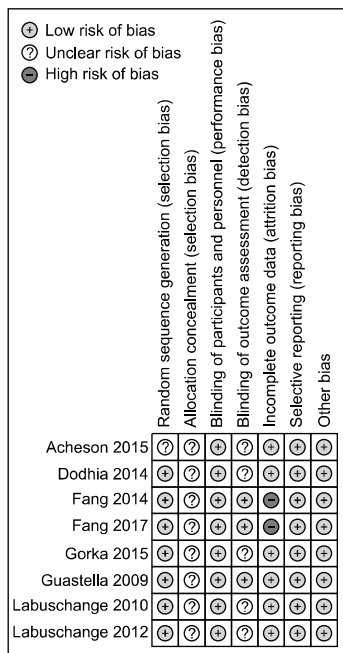 + Low risk of bias
? Unclear risk of bias
− High risk of bias
Random sequence generation (selection bias)
Allocation concealment (selection bias)
Blinding of participants and personnel (performance bias)
Blinding of outcome assessment (detection bias)
Incomplete outcome data (attrition bias)
Selective reporting (reporting bias)
Other bias
Acheson 2015 ? ? + ? + + +
Dodhia 2014 + ? + ? + + +
Fang 2014 + ? + + − + +
Fang 2017 + ? + + − + +
Gorka 2015 + ? + ? + + +
Guastella 2009 + ? + + + + +
Labuschange 2010 + ? + ? + + +
Labuschange 2012 + ? + ? + + +